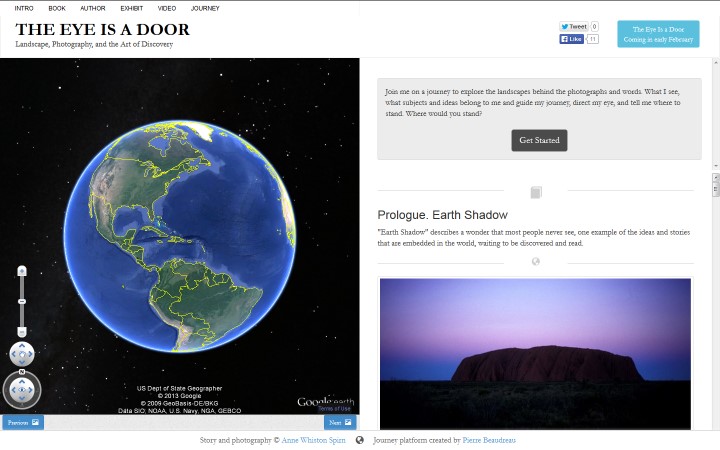 INTRO BOOK AUTHOR EXHIBIT VIDEO JOURNEY
THE EYE IS A DOOR
Landscape, Photography, and the Art of Discovery
Tweet 0
Like 11
The Eye Is a Door
Coming in early February
Join me on a journey to explore the landscapes behind the photographs and words. What I see,
what subjects and ideas belong to me and guide my journey, direct my eye, and tell me where to
stand. Where would you stand?
Get Started
Prologue. Earth Shadow
"Earth Shadow" describes a wonder that most people never see, one example of the ideas and stories
that are embedded in the world, waiting to be discovered and read.
N
US Dept of State Geographer
© 2013 Google
© 2009 GeoBasis-DE/BKG
Data SIO, NOAA, U.S. Navy, NGA, GEBCO
Google earth
Terms of Use
Previous
Next
Story and photography © Anne Whiston Spirn
Journey platform created by Pierre Beaudreau